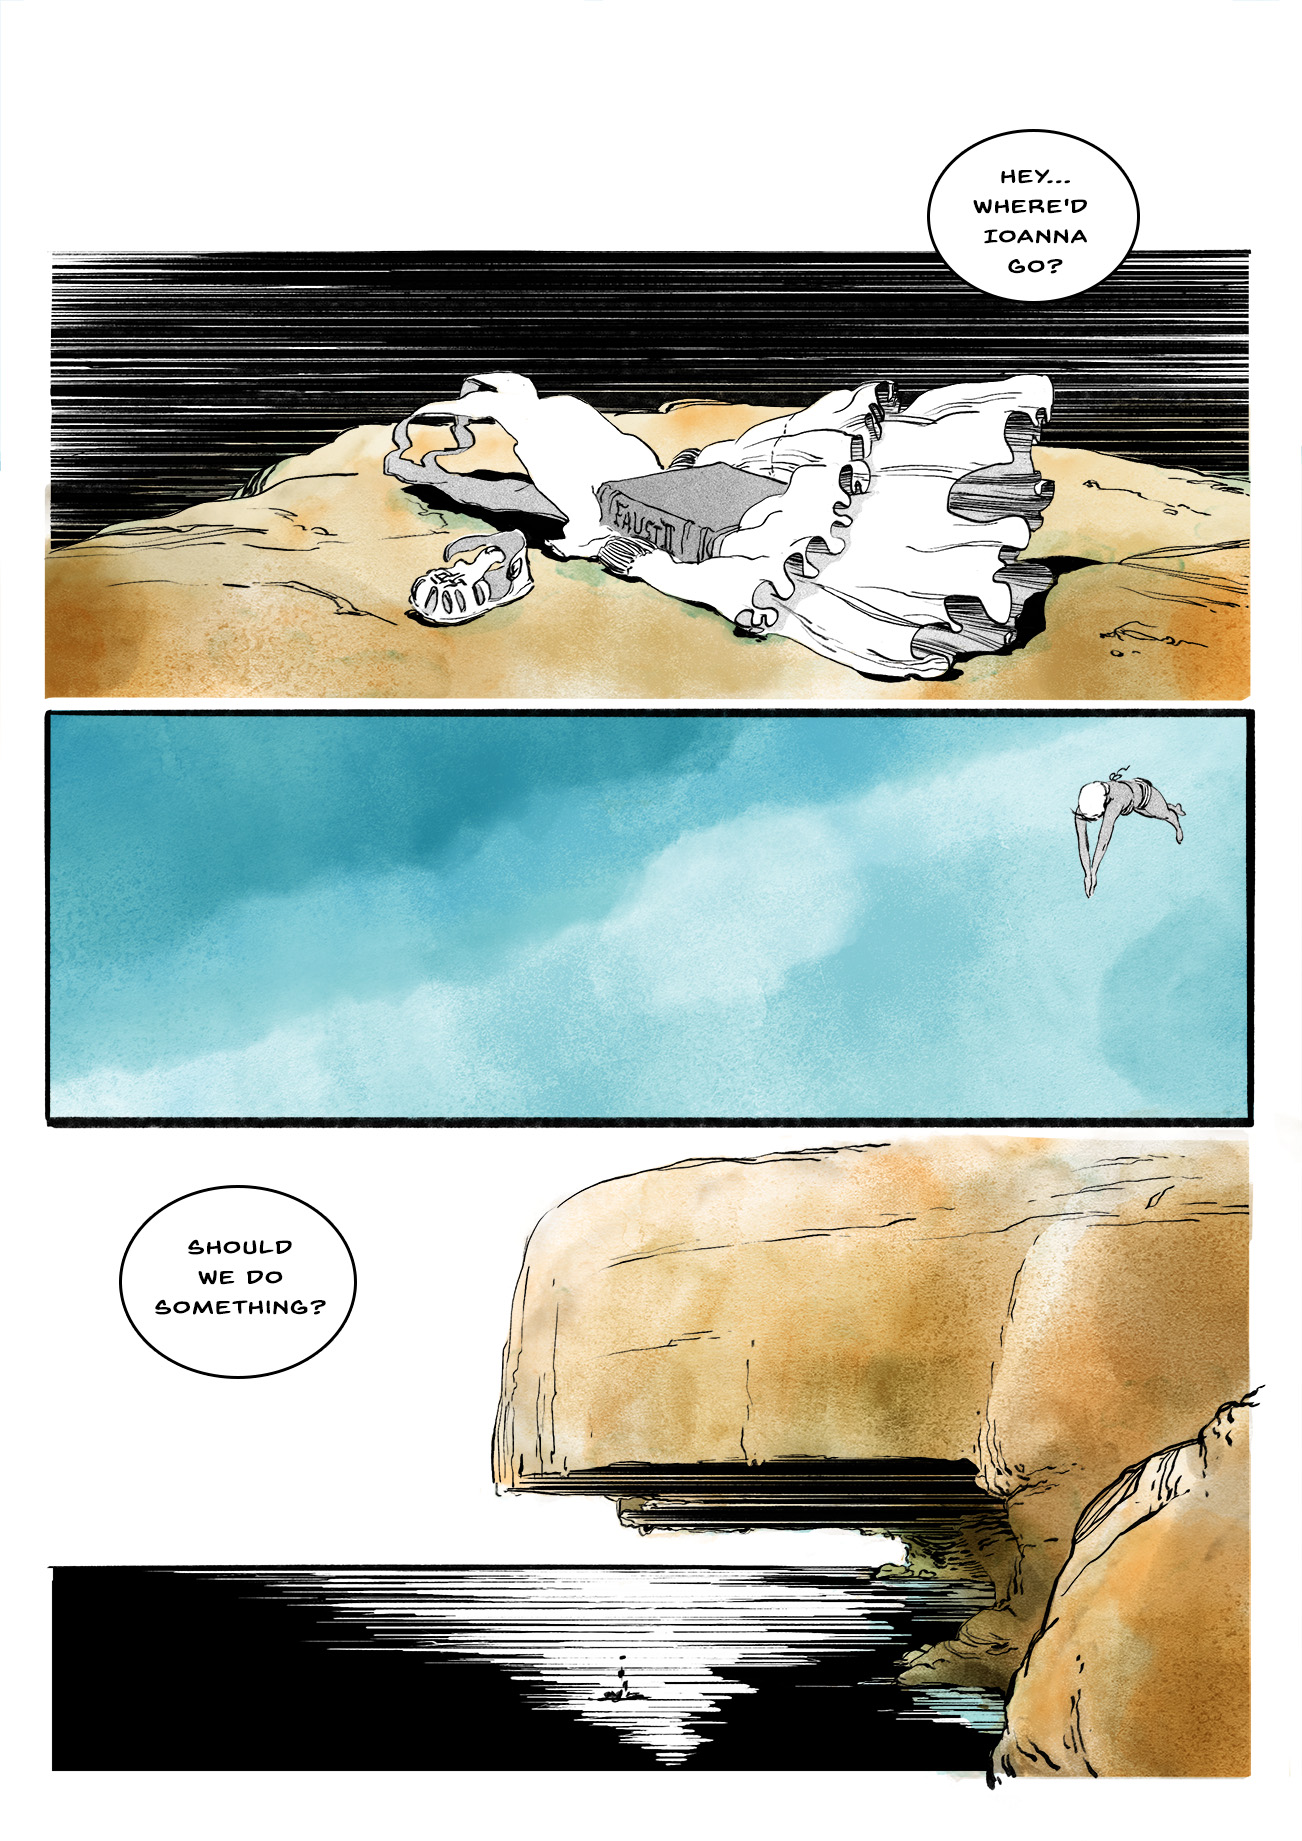 HEY...
WHERE'D
IOANNA
GO?
FAUST II
SHOULD
WE DO
SOMETHING?